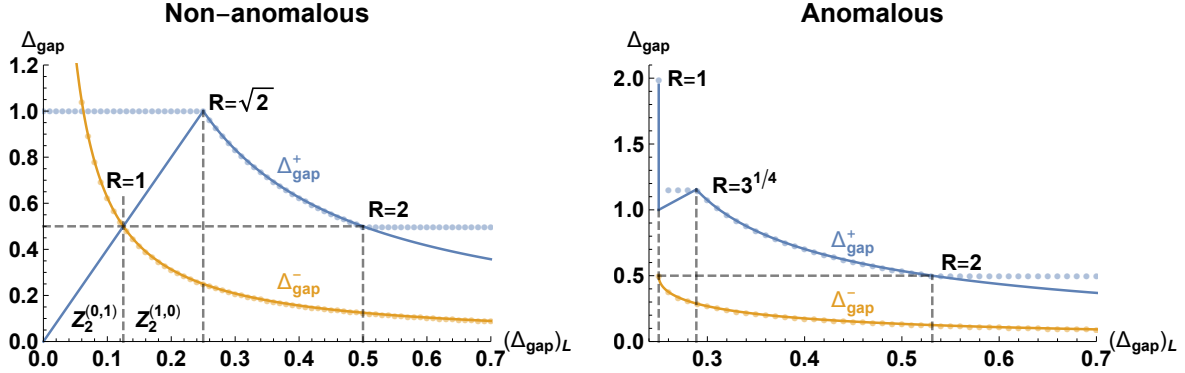 Non−anomalous
Δgap
1.2
1.0
0.8
0.6
0.4
0.2
0.0
0.0 0.1 0.2 0.3 0.4 0.5 0.6 0.7
(Δgap)L
R=√2
R=1
R=2
Δ+gap
Δ−gap
Z2(0,1)
Z2(1,0)
Anomalous
Δgap
2.0
1.5
1.0
0.5
0.0
0.3 0.4 0.5 0.6 0.7
(Δgap)L
R=1
R=31/4
R=2
Δ+gap
Δ−gap